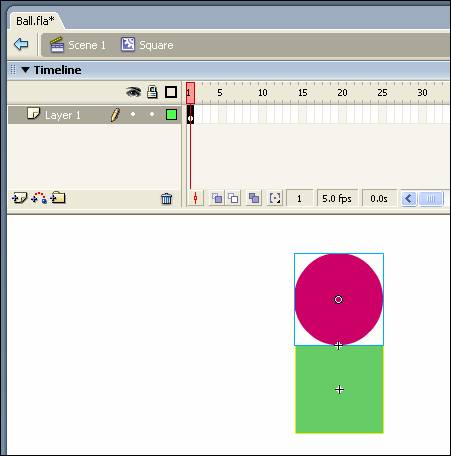 Ball.fla*
Scene 1 Square
Timeline
1 5 10 15 20 25 30
Layer 1
1 5.0 fps 0.0s